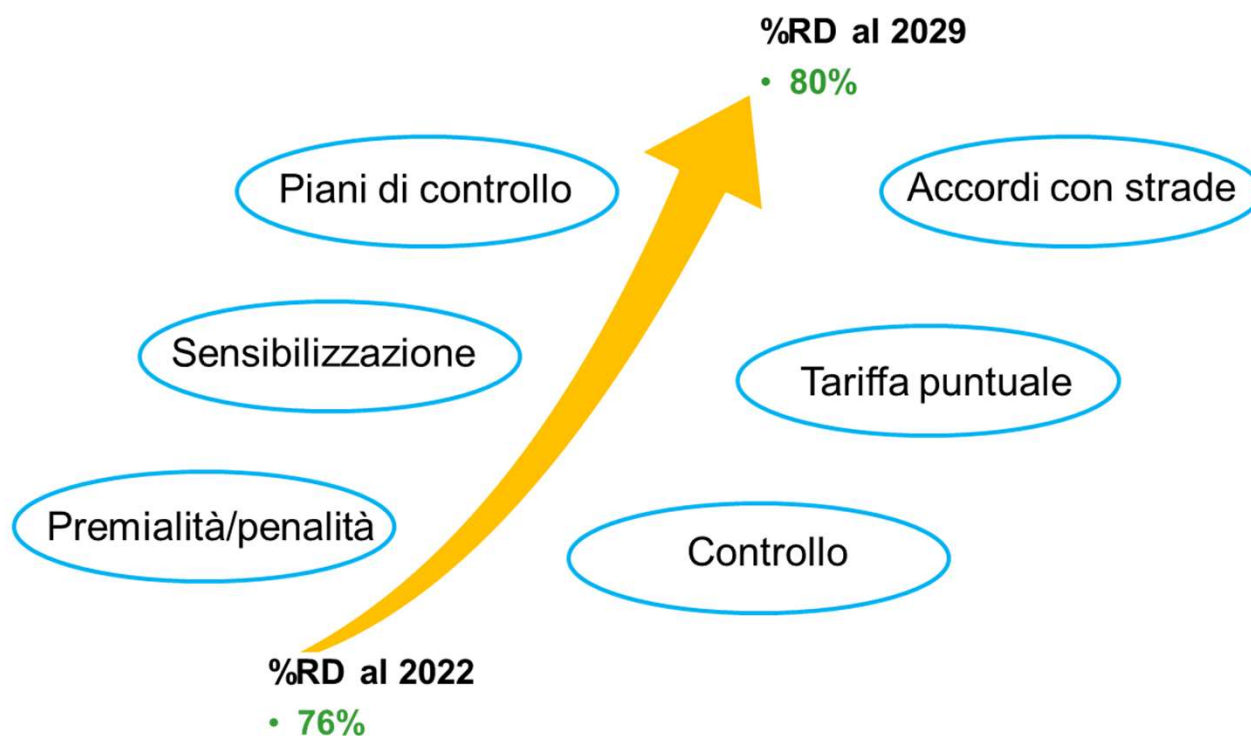 %RD al 2029
• 80%
Piani di controllo
Accordi con strade
Sensibilizzazione
Tariffa puntuale
Premialità/penalità
Controllo
%RD al 2022
• 76%